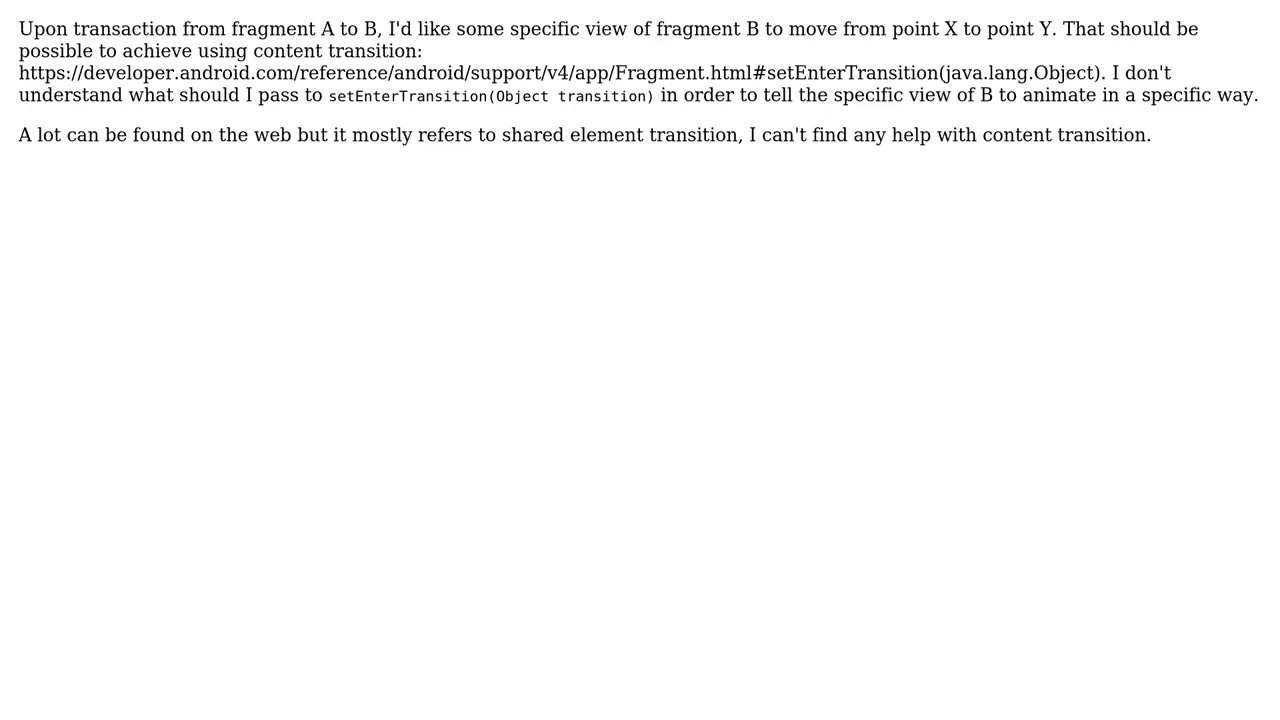 Upon transaction from fragment A to B, I'd like some specific view of fragment B to move from point X to point Y. That should be
possible to achieve using content transition:
https://developer.android.com/reference/android/support/v4/app/Fragment.html#setEnterTransition(java.lang.Object). I don't
understand what should I pass to setEnterTransition(Object transition) in order to tell the specific view of B to animate in a specific way.
A lot can be found on the web but it mostly refers to shared element transition, I can't find any help with content transition.